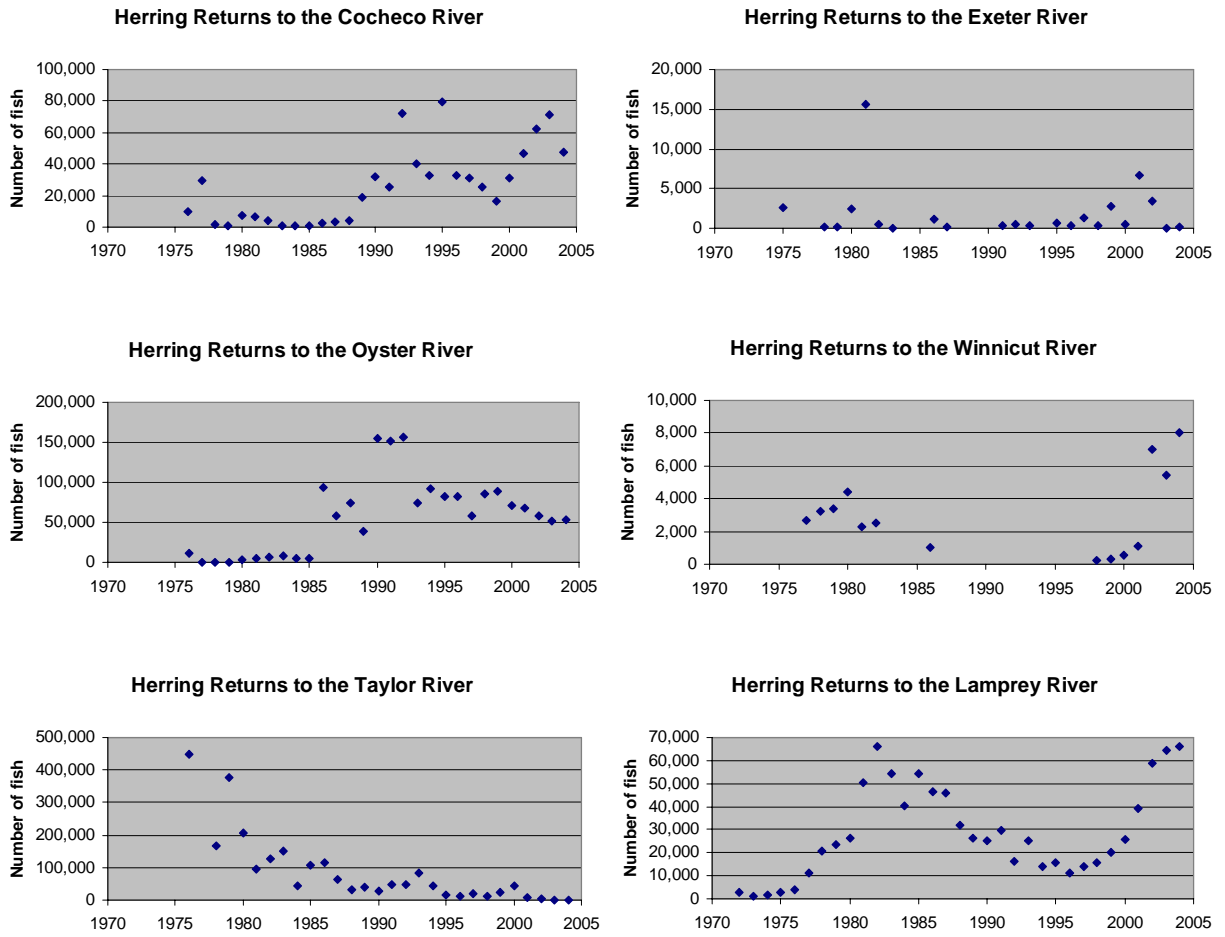 Herring Returns to the Cocheco River
Number of fish
100,000
80,000
60,000
40,000
20,000
0
1970 1975 1980 1985 1990 1995 2000 2005
Herring Returns to the Exeter River
Number of fish
20,000
15,000
10,000
5,000
0
1970 1975 1980 1985 1990 1995 2000 2005
Herring Returns to the Oyster River
Number of fish
200,000
150,000
100,000
50,000
0
1970 1975 1980 1985 1990 1995 2000 2005
Herring Returns to the Winnicut River
Number of fish
10,000
8,000
6,000
4,000
2,000
0
1970 1975 1980 1985 1990 1995 2000 2005
Herring Returns to the Taylor River
Number of fish
500,000
400,000
300,000
200,000
100,000
0
1970 1975 1980 1985 1990 1995 2000 2005
Herring Returns to the Lamprey River
Number of fish
70,000
60,000
50,000
40,000
30,000
20,000
10,000
0
1970 1975 1980 1985 1990 1995 2000 2005